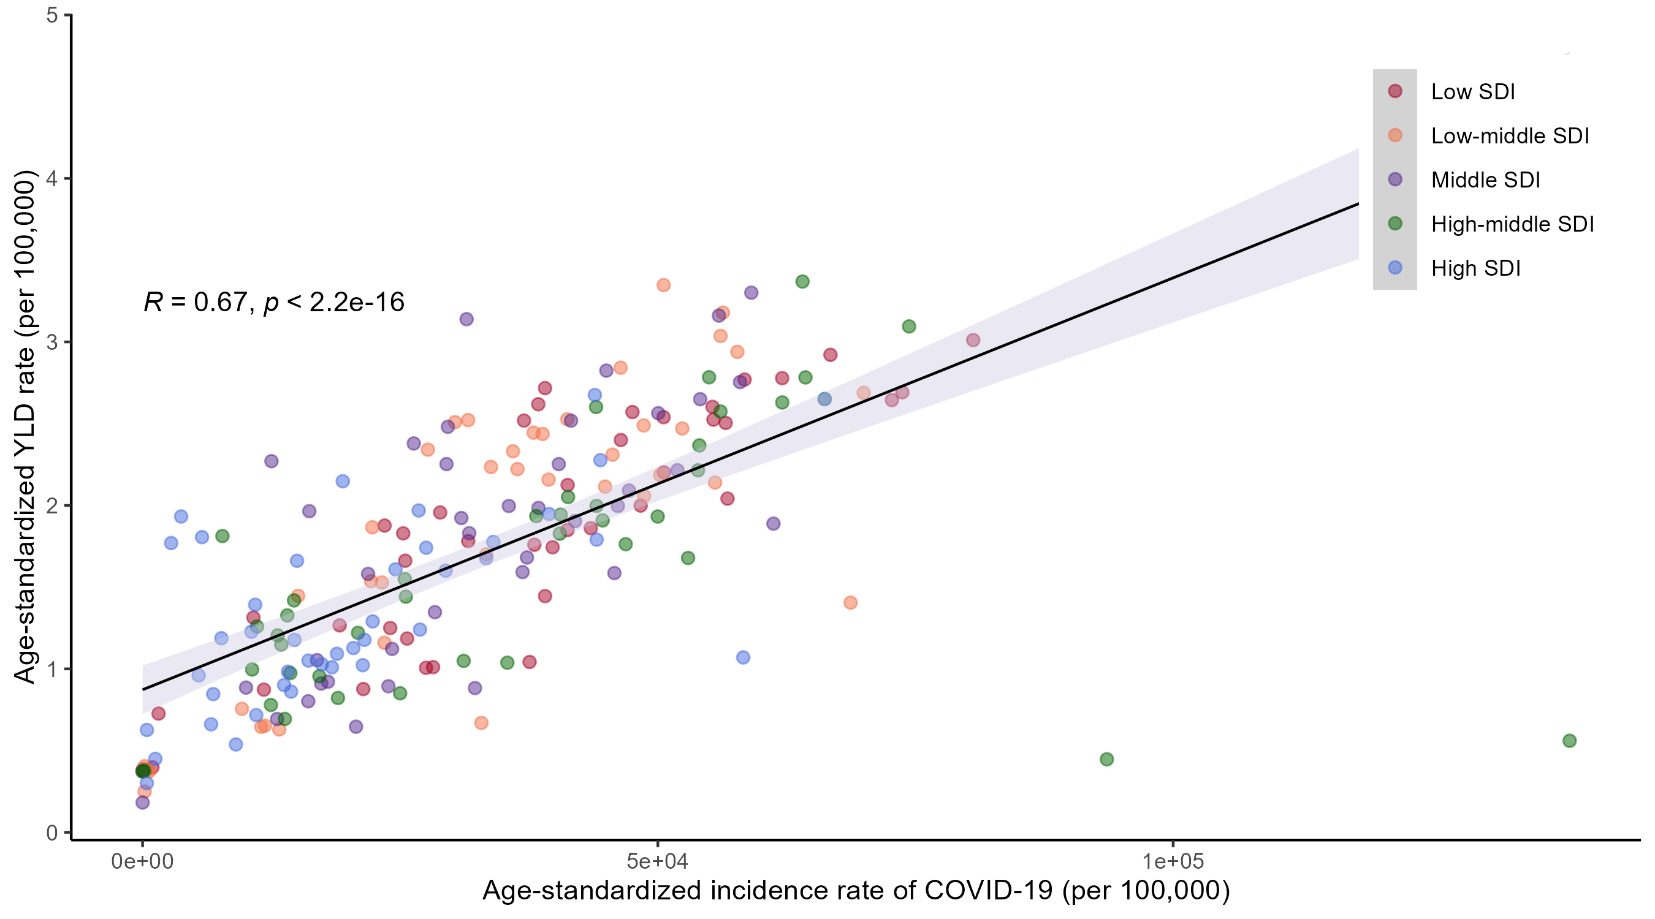 5
4
3
2
1
0
Age-standardized YLD rate (per 100,000)
R = 0.67, p < 2.2e-16
Low SDI
Low-middle SDI
Middle SDI
High-middle SDI
High SDI
0e+00
5e+04
1e+05
Age-standardized incidence rate of COVID-19 (per 100,000)